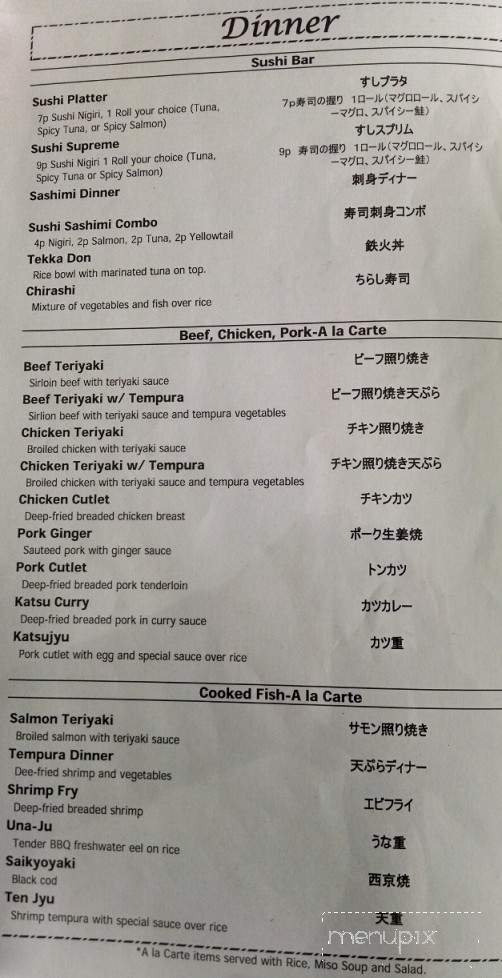 Dinner
Sushi Bar
Sushi Platter すしプラタ
7p Sushi Nigiri, 1 Roll your choice (Tuna, 7p寿司の握り 1ロール(マグロロール、スパイシ
Spicy Tuna, or Spicy Salmon) ーマグロ、スパイシー鮭)
Sushi Supreme すしスプリム
9p Sushi Nigiri 1 Roll your choice (Tuna, 9p 寿司の握り 1ロール(マグロロール、スパイシ
Spicy Tuna or Spicy Salmon) ーマグロ、スパイシー鮭)
Sashimi Dinner 刺身ディナー
Sushi Sashimi Combo 寿司刺身コンボ
4p Nigiri, 2p Salmon, 2p Tuna, 2p Yellowtail
Tekka Don 鉄火丼
Rice bowl with marinated tuna on top.
Chirashi ちらし寿司
Mixture of vegetables and fish over rice
Beef, Chicken, Pork-A la Carte
Beef Teriyaki ビーフ照り焼き
Sirloin beef with teriyaki sauce
Beef Teriyaki w/ Tempura ビーフ照り焼き天ぷら
Sirlion beef with teriyaki sauce and tempura vegetables
Chicken Teriyaki チキン照り焼き
Broiled chicken with teriyaki sauce
Chicken Teriyaki w/ Tempura チキン照り焼き天ぷら
Broiled chicken with teriyaki sauce and tempura vegetables
Chicken Cutlet チキンカツ
Deep-fried breaded chicken breast
Pork Ginger ポーク生姜焼
Sauteed pork with ginger sauce
Pork Cutlet トンカツ
Deep-fried breaded pork tenderloin
Katsu Curry カツカレー
Deep-fried breaded pork in curry sauce
Katsujyu カツ重
Pork cutlet with egg and special sauce over rice
Cooked Fish-A la Carte
Salmon Teriyaki サモン照り焼き
Broiled salmon with teriyaki sauce
Tempura Dinner 天ぷらディナー
Dee-fried shrimp and vegetables
Shrimp Fry エビフライ
Deep-fried breaded shrimp
Una-Ju うな重
Tender BBQ freshwater eel on rice
Saikyoyaki 西京焼
Black cod
Ten Jyu 天重
Shrimp tempura with special sauce over rice
menupix
*A la Carte items served with Rice, Miso Soup and Salad.